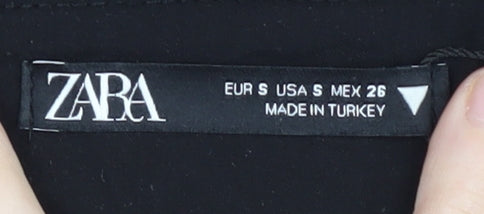 ZARA
EUR S USA S MEX 26
MADE IN TURKEY